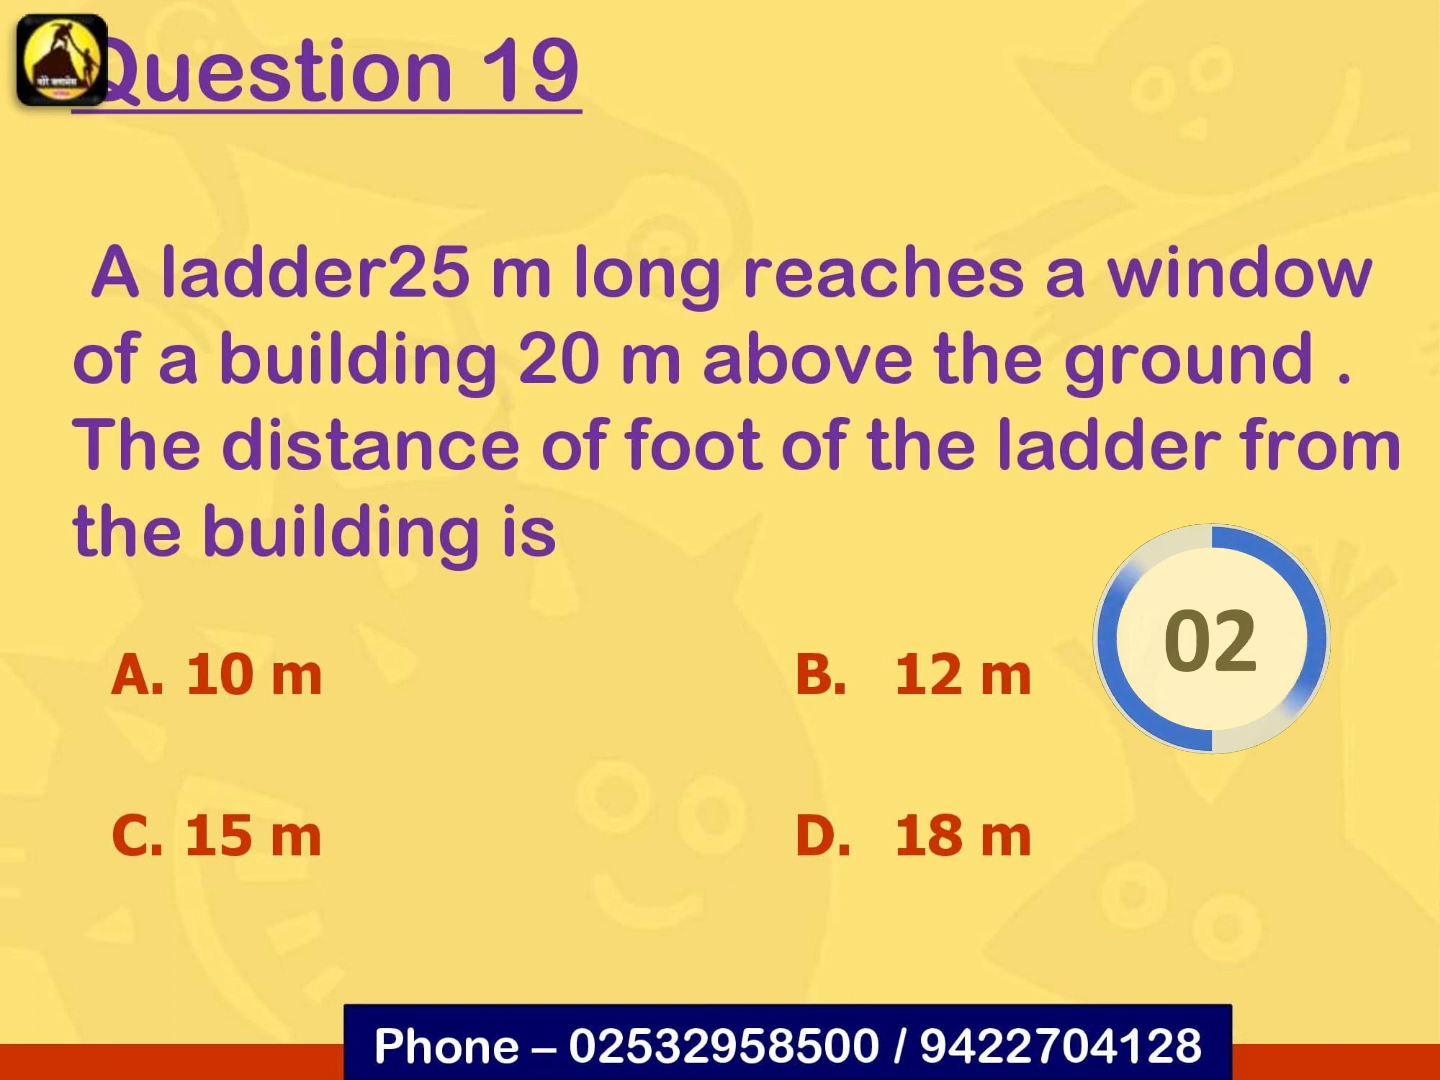 Question 19
A ladder25 m long reaches a window
of a building 20 m above the ground .
The distance of foot of the ladder from
the building is
02
A. 10 m
B. 12 m
C. 15 m
D. 18 m
Phone – 02532958500 / 9422704128